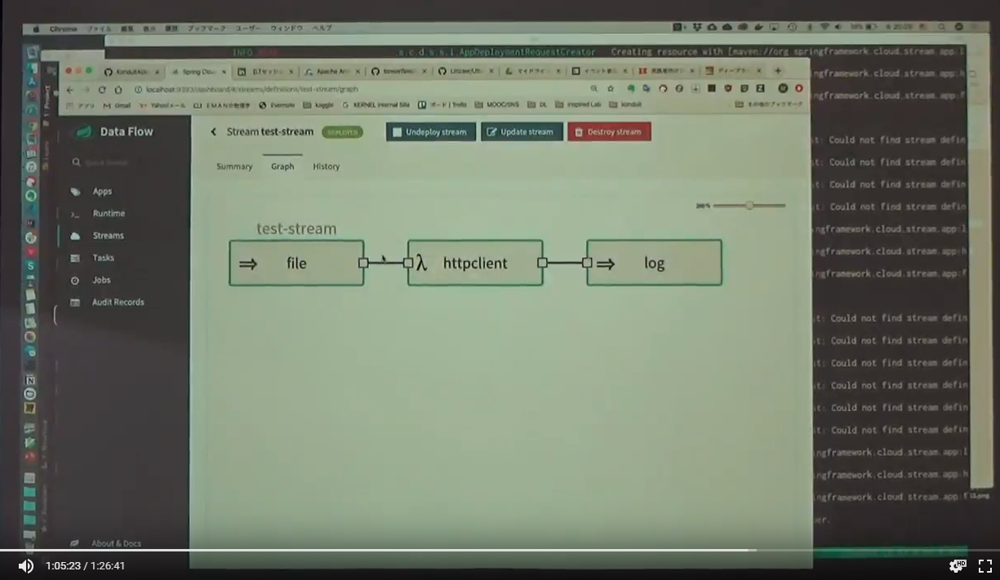 Chrome ファイル 編集 表示 履歴 ブックマーク ユーザー ウィンドウ ヘルプ
INFO
.s.c.d.s.s.i.AppDeploymentRequestCreator Creating resource with [maven://org.springframework.cloud.stream.app:l
ngframework.cloud.stream.app:h
ngframework.cloud.stream.app:f
Spring Clou
localhost:9393/dashboard/#/streams/definitions/test-stream/graph
アプリ Gmail Yahoo!メール EMANの物理学 Evernote kaggle KERNEL Internal Site ボード | Trello MOOC/SNS DL Inspired Lab konduit その他のブックマーク
Data Flow
Stream test-stream DEPLOYED
Undeploy stream
Update stream
Destroy stream
Summary Graph History
Apps
Runtime
Streams
Tasks
Jobs
Audit Records
About & Docs
test-stream
file
λ httpclient
log
t: Could not find stream defin
t: Could not find stream defin
t: Could not find stream defin
t: Could not find stream defin
ngframework.cloud.stream.app:l
ngframework.cloud.stream.app:h
ngframework.cloud.stream.app:f
t: Could not find stream defin
t: Could not find stream defin
t: Could not find stream defin
t: Could not find stream defin
t: Could not find stream defin
t: Could not find stream defin
ingframework.cloud.stream.app:l
ingframework.cloud.stream.app:h
ingframework.cloud.stream.app:f
er.
1:05:23 / 1:26:41
HD